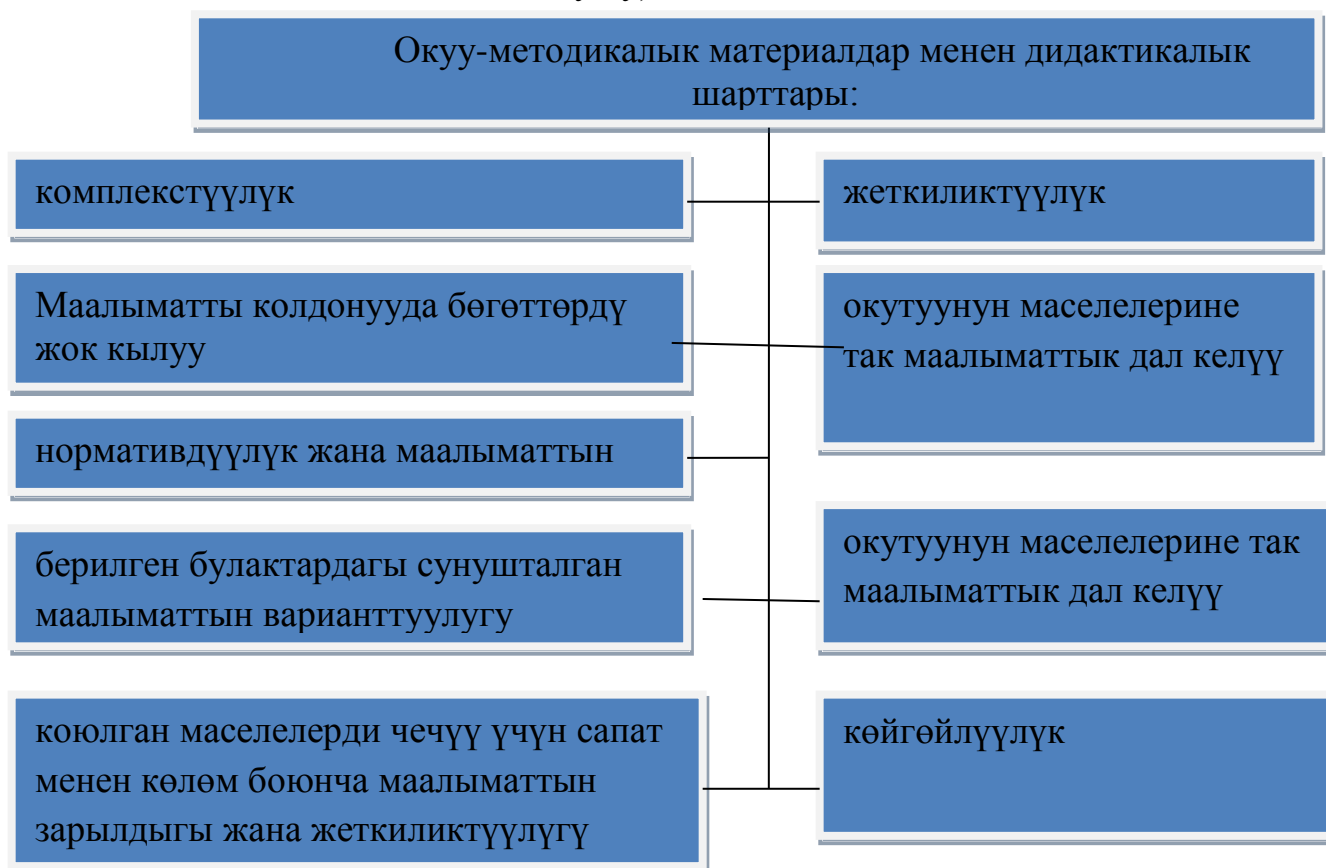 Окуу-методикалык материалдар менен дидактикалык
шарттары:
комплекстүүлүк
жеткиликтүүлүк
Маалыматты колдонууда бөгөттөрдү
жок кылуу
окутуунун маселелерине
так маалыматтык дал келүү
нормативдүүлүк жана маалыматтын
берилген булактардагы сунушталган
маалыматтын варианттуулугу
окутуунун маселелерине так
маалыматтык дал келүү
коюлган маселелерди чечүү үчүн сапат
менен көлөм боюнча маалыматтын
зарылдыгы жана жеткиликтүүлүгү
көйгөйлүүлүк